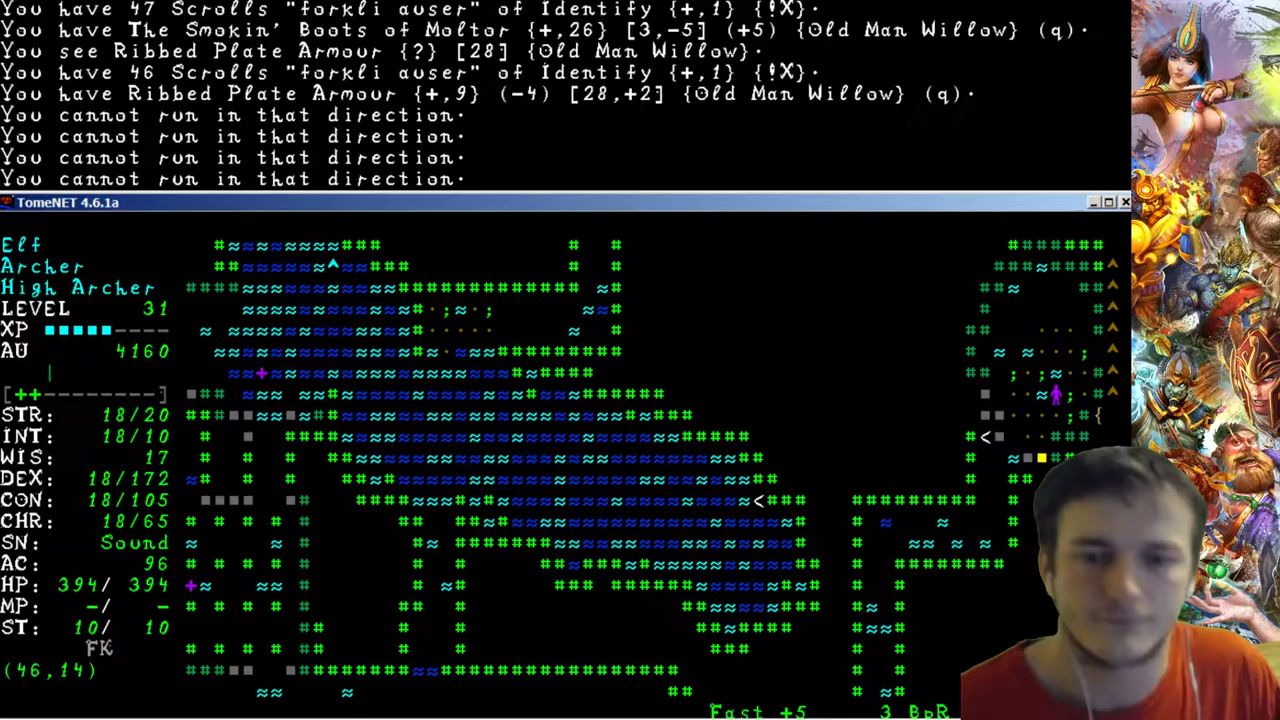 You have 47 Scrolls "forkli auser" of Identify {+,1} {!X}.
You have The Smokin' Boots of Moltor {+,26} [3,-5] (+5) {Old Man Willow} (q).
You see Ribbed Plate Armour {?} [28] {Old Man Willow}.
You have 46 Scrolls "forkli auser" of Identify {+,1} {!X}.
You have Ribbed Plate Armour {+,9} (-4) [28,+2] {Old Man Willow} (q).
You cannot run in that direction.
You cannot run in that direction.
You cannot run in that direction.
You cannot run in that direction.
TomeNET 4.6.1a
Elf
Archer
High Archer
LEVEL 31
XP
AU 4160
[++---------]
STR: 18/20
INT: 18/10
WIS: 17
DEX: 18/172
CON: 18/105
CHR: 18/65
SN: Sound
AC: 96
HP: 394/ 394
MP: -/ -
ST: 10/ 10
FK
(46,14)
Fast +5 3 BpR